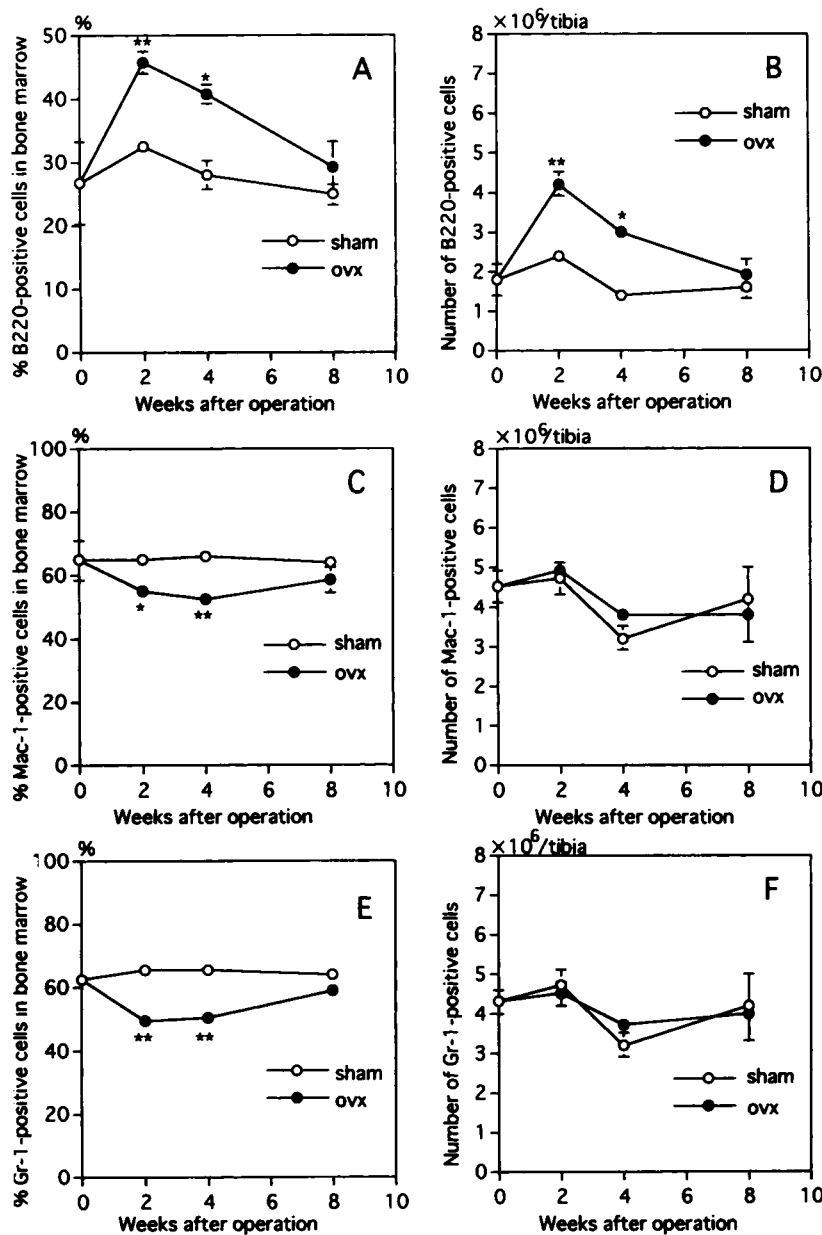 %
50
40
30
20
10
0
% B220-positive cells in bone marrow
**
*
A
sham
ovx
0 2 4 6 8 10
Weeks after operation
×10⁶/tibia
8
7
6
5
4
3
2
1
0
Number of B220-positive cells
**
*
B
sham
ovx
0 2 4 6 8 10
Weeks after operation
%
100
80
60
40
20
0
% Mac-1-positive cells in bone marrow
*
**
C
sham
ovx
0 2 4 6 8 10
Weeks after operation
×10⁶/tibia
8
7
6
5
4
3
2
1
0
Number of Mac-1-positive cells
D
sham
ovx
0 2 4 6 8 10
Weeks after operation
%
100
80
60
40
20
0
% Gr-1-positive cells in bone marrow
**
**
E
sham
ovx
0 2 4 6 8 10
Weeks after operation
×10⁶/tibia
8
7
6
5
4
3
2
1
0
Number of Gr-1-positive cells
F
sham
ovx
0 2 4 6 8 10
Weeks after operation